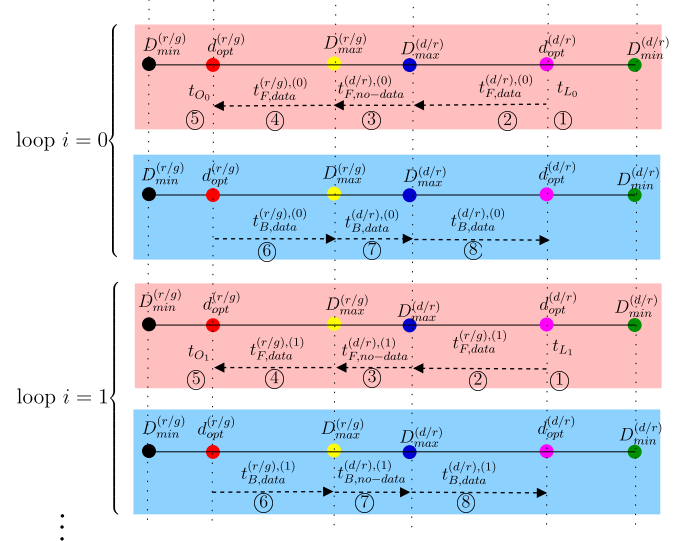 D_{min}^{(r/g)} d_{opt}^{(r/g)} D_{max}^{(r/g)} D_{max}^{(d/r)} d_{opt}^{(d/r)} D_{min}^{(d/r)}
t_{O_0} t_{F,data}^{(r/g),(0)} t_{F,no-data}^{(d/r),(0)} t_{F,data}^{(d/r),(0)} t_{L_0}
⑤ ④ ③ ② ①
loop i = 0
D_{min}^{(r/g)} d_{opt}^{(r/g)} D_{max}^{(r/g)} D_{max}^{(d/r)} d_{opt}^{(d/r)} D_{min}^{(d/r)}
t_{B,data}^{(r/g),(0)} t_{B,data}^{(d/r),(0)} t_{B,data}^{(d/r),(0)}
⑥ ⑦ ⑧
D_{min}^{(r/g)} d_{opt}^{(r/g)} D_{max}^{(r/g)} D_{max}^{(d/r)} d_{opt}^{(d/r)} D_{min}^{(d/r)}
t_{O_1} t_{F,data}^{(r/g),(1)} t_{F,no-data}^{(d/r),(1)} t_{F,data}^{(r/g),(1)} t_{L_1}
⑤ ④ ③ ② ①
loop i = 1
D_{min}^{(r/g)} d_{opt}^{(r/g)} D_{max}^{(r/g)} D_{max}^{(d/r)} d_{opt}^{(d/r)} D_{min}^{(d/r)}
t_{B,data}^{(r/g),(1)} t_{B,no-data}^{(d/r),(1)} t_{B,data}^{(d/r),(1)}
⑥ ⑦ ⑧
⋮